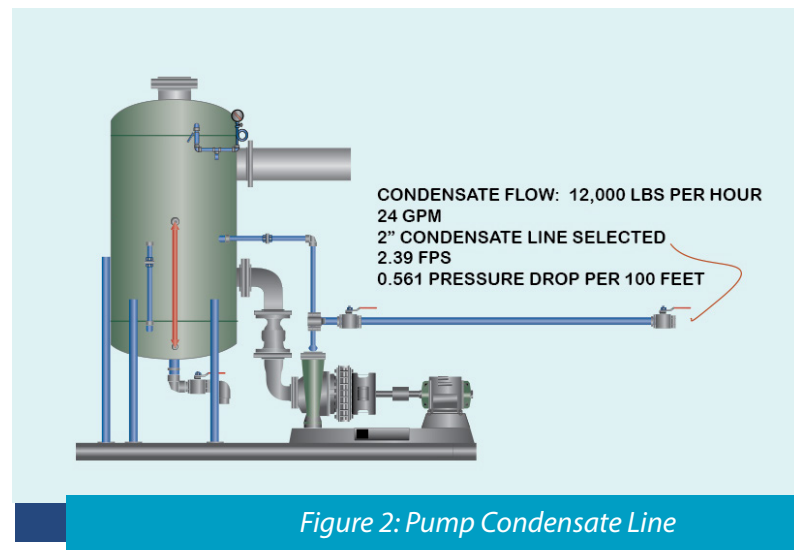 CONDENSATE FLOW: 12,000 LBS PER HOUR
24 GPM
2” CONDENSATE LINE SELECTED
2.39 FPS
0.561 PRESSURE DROP PER 100 FEET
Figure 2: Pump Condensate Line